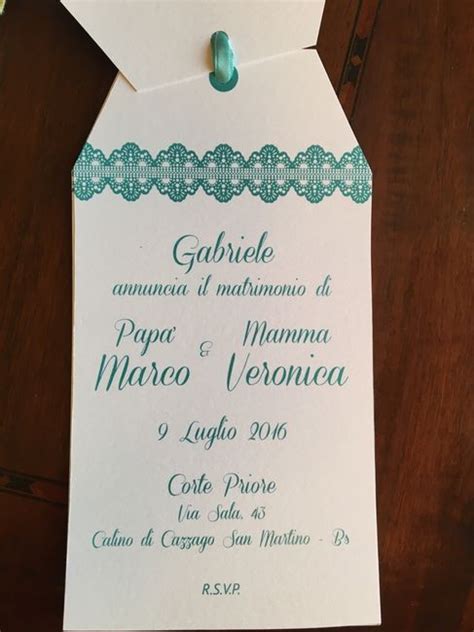 Gabriele
annuncia il matrimonio di
Papa' & Mamma
Marco Veronica
9 Luglio 2016
Corte Priore
Via Sala, 43
Calino di Cazzago San Martino - Bs
R.S.V.P.